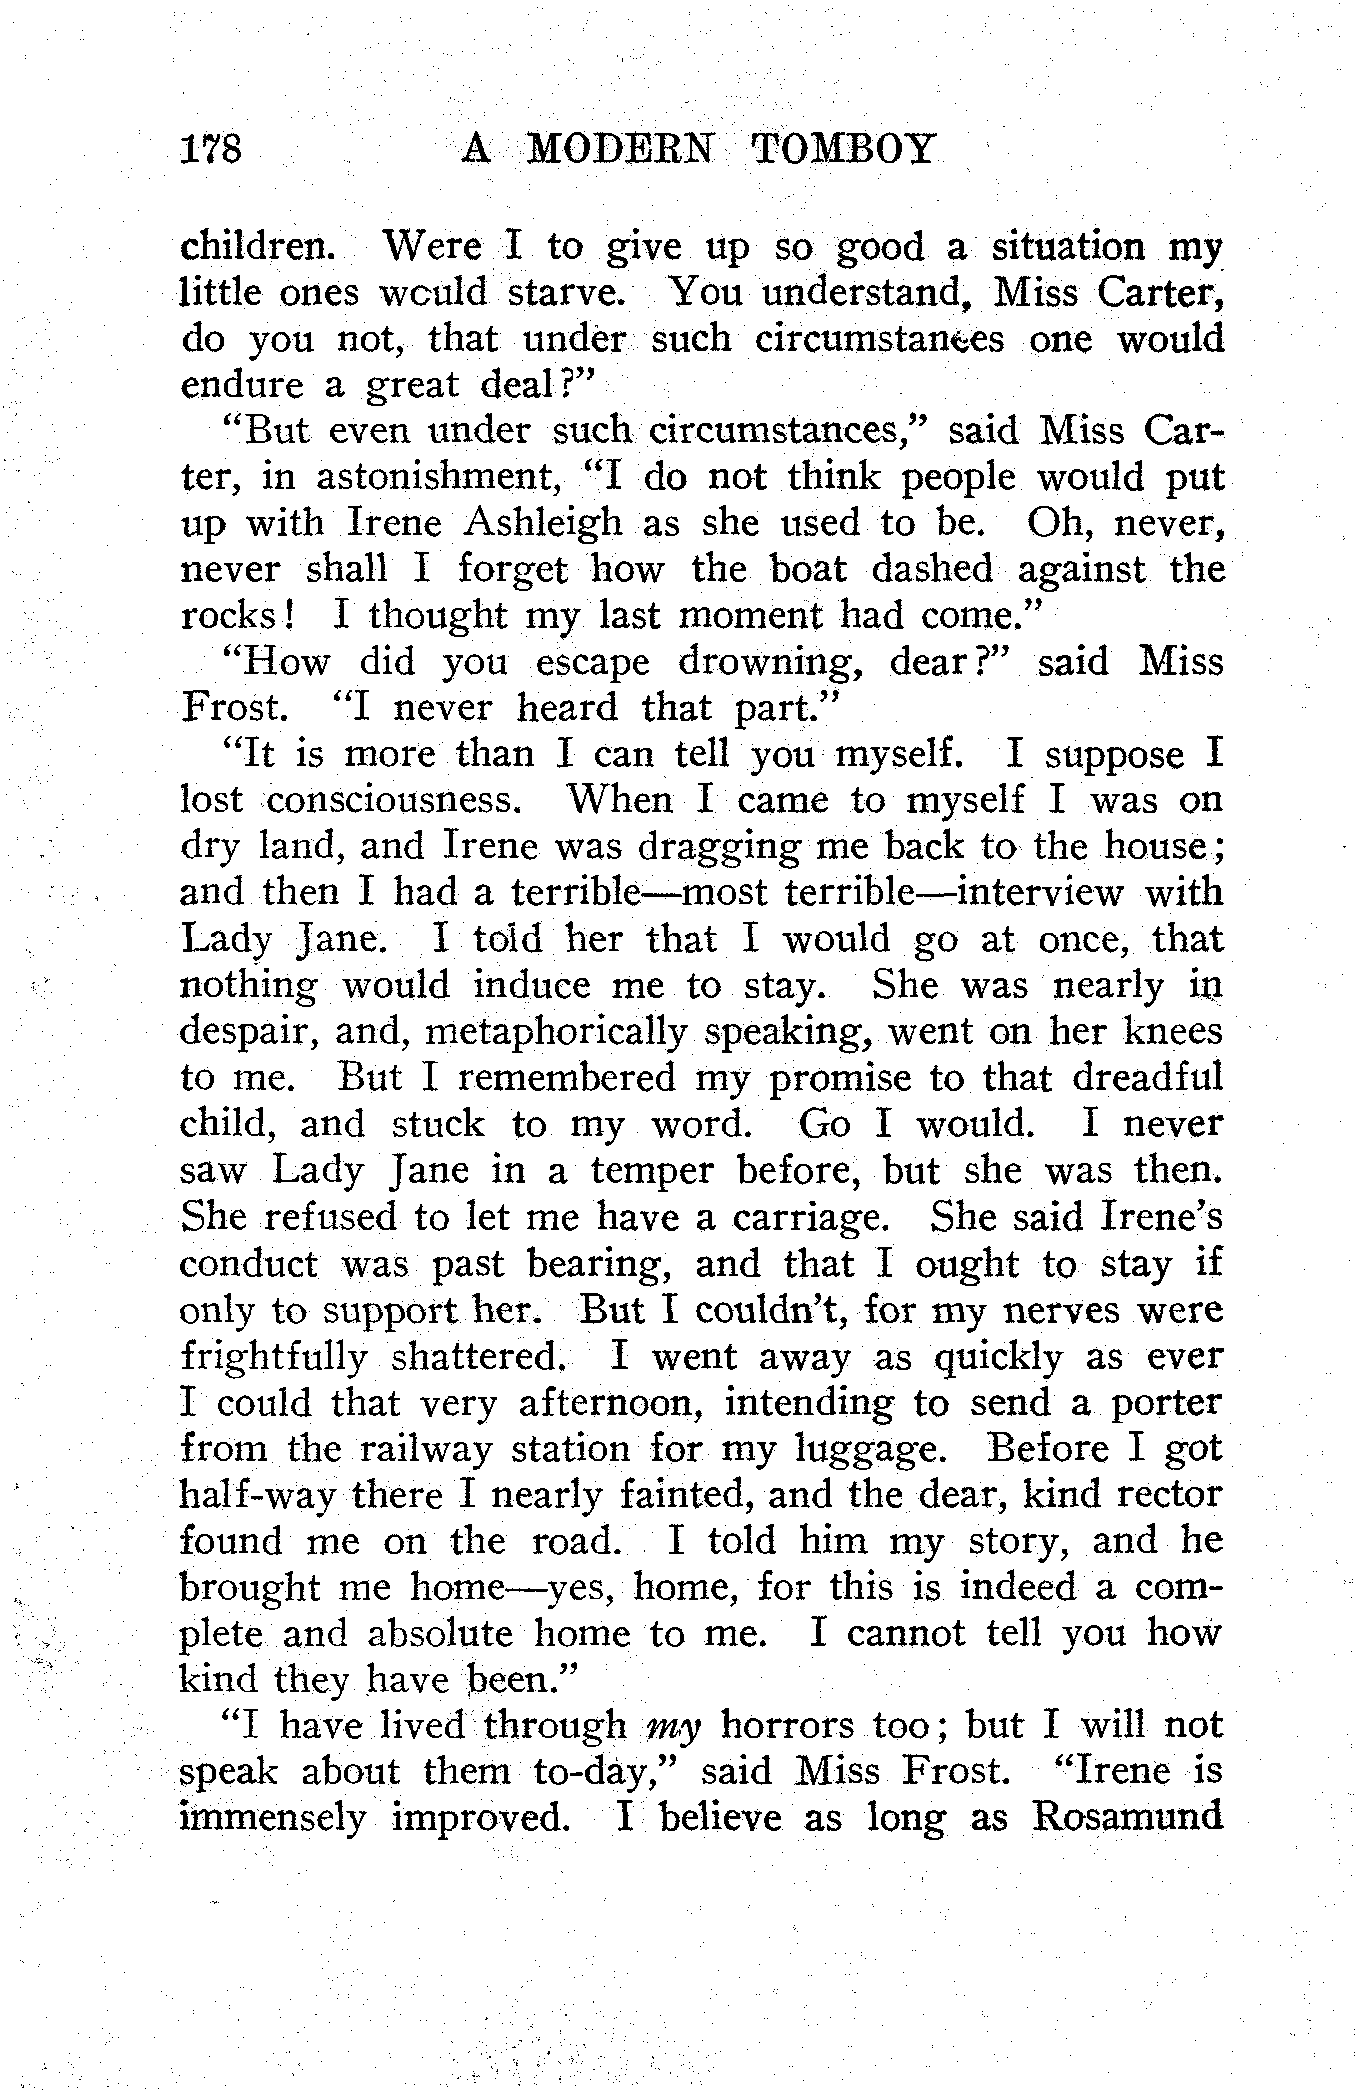 178 A MODERN TOMBOY
children. Were I to give up so good a situation my
little ones would starve. You understand, Miss Carter,
do you not, that under such circumstances one would
endure a great deal?”
“But even under such circumstances,” said Miss Car-
ter, in astonishment, “I do not think people would put
up with Irene Ashleigh as she used to be. Oh, never,
never shall I forget how the boat dashed against the
rocks! I thought my last moment had come.”
“How did you escape drowning, dear?” said Miss
Frost. “I never heard that part.”
“It is more than I can tell you myself. I suppose I
lost consciousness. When I came to myself I was on
dry land, and Irene was dragging me back to the house;
and then I had a terrible—most terrible—interview with
Lady Jane. I told her that I would go at once, that
nothing would induce me to stay. She was nearly in
despair, and, metaphorically speaking, went on her knees
to me. But I remembered my promise to that dreadful
child, and stuck to my word. Go I would. I never
saw Lady Jane in a temper before, but she was then.
She refused to let me have a carriage. She said Irene’s
conduct was past bearing, and that I ought to stay if
only to support her. But I couldn’t, for my nerves were
frightfully shattered. I went away as quickly as ever
I could that very afternoon, intending to send a porter
from the railway station for my luggage. Before I got
half-way there I nearly fainted, and the dear, kind rector
found me on the road. I told him my story, and he
brought me home—yes, home, for this is indeed a com-
plete and absolute home to me. I cannot tell you how
kind they have been.”
“I have lived through my horrors too; but I will not
speak about them to-day,” said Miss Frost. “Irene is
immensely improved. I believe as long as Rosamund